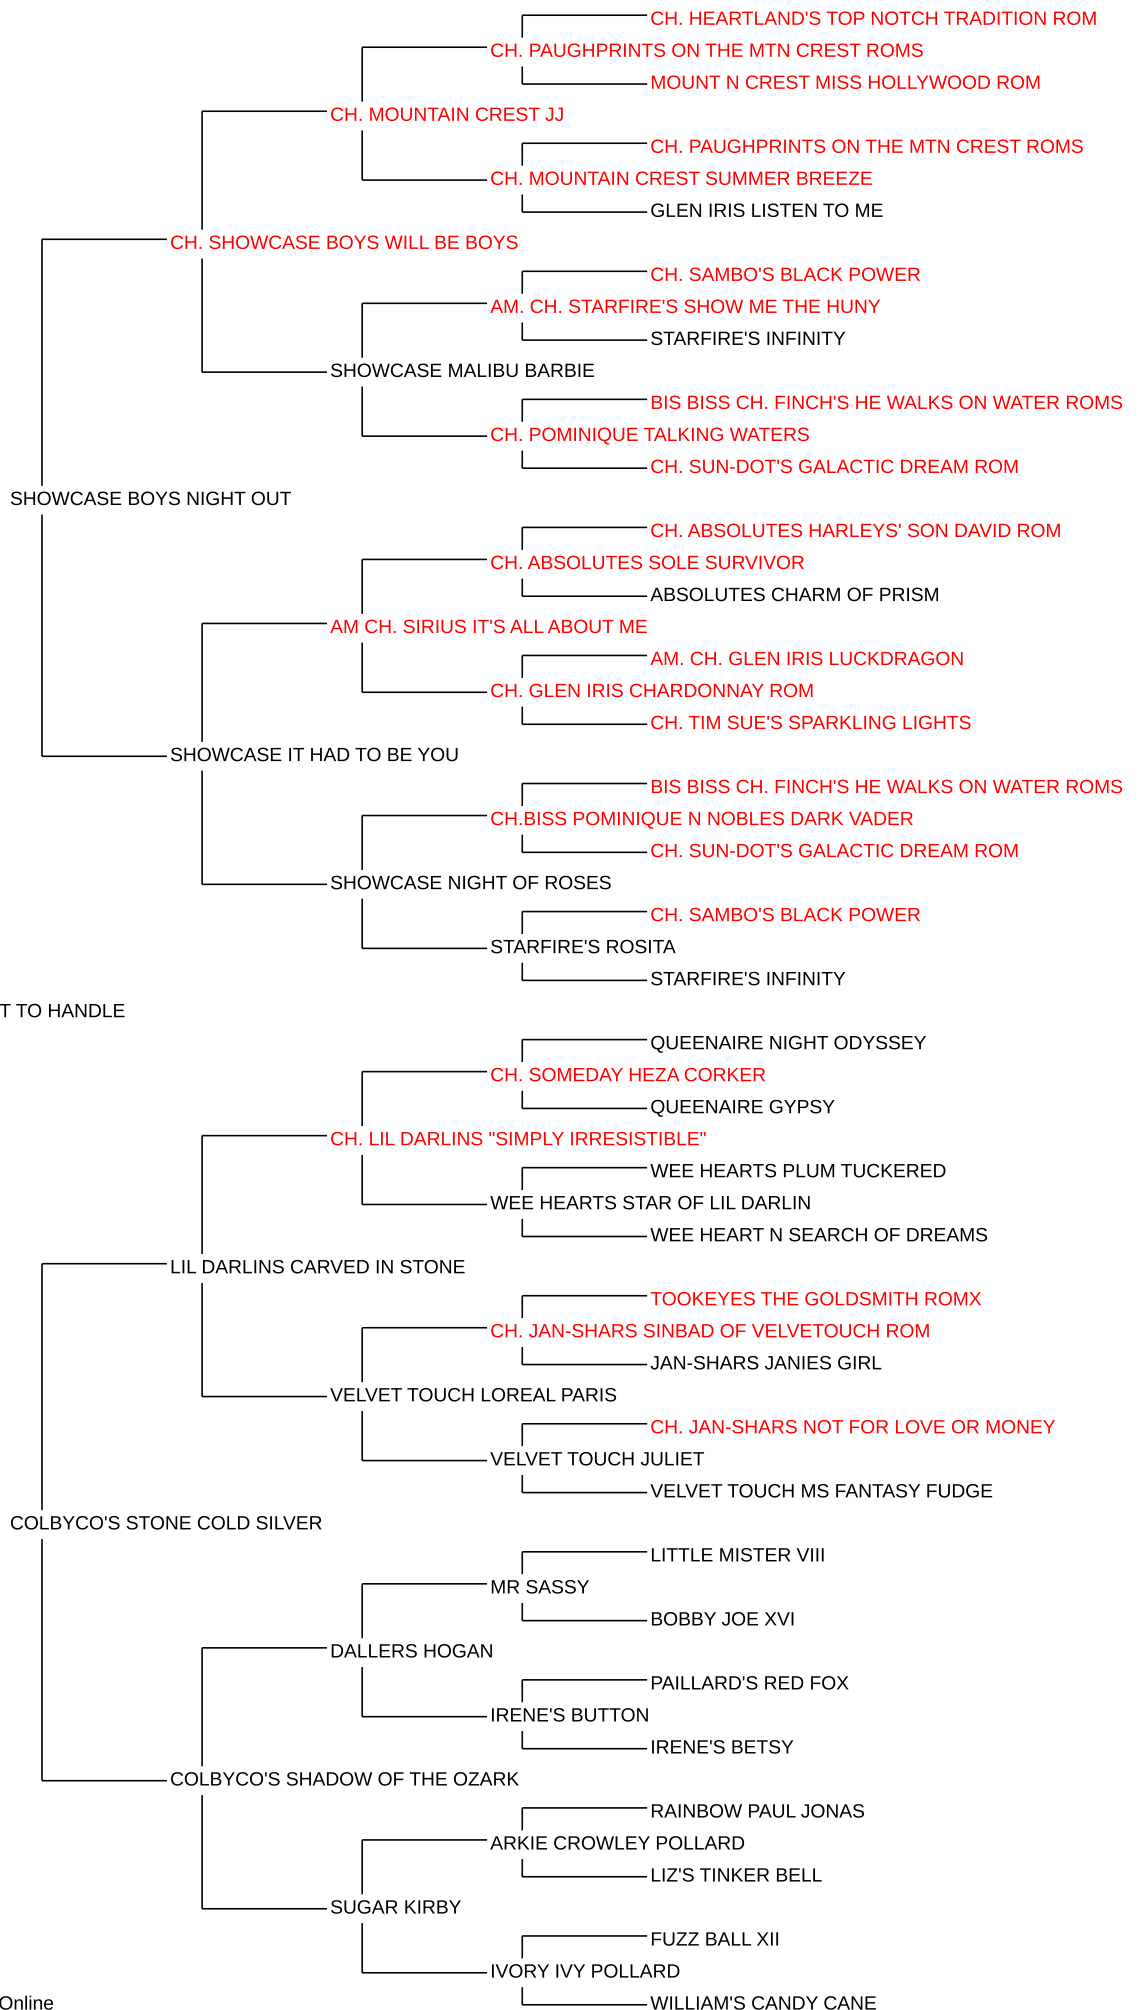 CH. HEARTLAND'S TOP NOTCH TRADITION ROM
CH. PAUGHPRINTS ON THE MTN CREST ROMS
MOUNT N CREST MISS HOLLYWOOD ROM
CH. MOUNTAIN CREST JJ
CH. PAUGHPRINTS ON THE MTN CREST ROMS
CH. MOUNTAIN CREST SUMMER BREEZE
GLEN IRIS LISTEN TO ME
CH. SHOWCASE BOYS WILL BE BOYS
CH. SAMBO'S BLACK POWER
AM. CH. STARFIRE'S SHOW ME THE HUNY
STARFIRE'S INFINITY
SHOWCASE MALIBU BARBIE
BIS BISS CH. FINCH'S HE WALKS ON WATER ROMS
CH. POMINIQUE TALKING WATERS
CH. SUN-DOT'S GALACTIC DREAM ROM
SHOWCASE BOYS NIGHT OUT
CH. ABSOLUTES HARLEYS' SON DAVID ROM
CH. ABSOLUTES SOLE SURVIVOR
ABSOLUTES CHARM OF PRISM
AM CH. SIRIUS IT'S ALL ABOUT ME
AM. CH. GLEN IRIS LUCKDRAGON
CH. GLEN IRIS CHARDONNAY ROM
CH. TIM SUE'S SPARKLING LIGHTS
SHOWCASE IT HAD TO BE YOU
BIS BISS CH. FINCH'S HE WALKS ON WATER ROMS
CH.BISS POMINIQUE N NOBLES DARK VADER
CH. SUN-DOT'S GALACTIC DREAM ROM
SHOWCASE NIGHT OF ROSES
CH. SAMBO'S BLACK POWER
STARFIRE'S ROSITA
STARFIRE'S INFINITY
T TO HANDLE
QUEENAIRE NIGHT ODYSSEY
CH. SOMEDAY HEZA CORKER
QUEENAIRE GYPSY
CH. LIL DARLINS "SIMPLY IRRESISTIBLE"
WEE HEARTS PLUM TUCKERED
WEE HEARTS STAR OF LIL DARLIN
WEE HEART N SEARCH OF DREAMS
LIL DARLINS CARVED IN STONE
TOOKEYES THE GOLDSMITH ROMX
CH. JAN-SHARS SINBAD OF VELVETOUCH ROM
JAN-SHARS JANIES GIRL
VELVET TOUCH LOREAL PARIS
CH. JAN-SHARS NOT FOR LOVE OR MONEY
VELVET TOUCH JULIET
VELVET TOUCH MS FANTASY FUDGE
COLBYCO'S STONE COLD SILVER
LITTLE MISTER VIII
MR SASSY
BOBBY JOE XVI
DALLERS HOGAN
PAILLARD'S RED FOX
IRENE'S BUTTON
IRENE'S BETSY
COLBYCO'S SHADOW OF THE OZARK
RAINBOW PAUL JONAS
ARKIE CROWLEY POLLARD
LIZ'S TINKER BELL
SUGAR KIRBY
FUZZ BALL XII
IVORY IVY POLLARD
Online
WILLIAM'S CANDY CANE